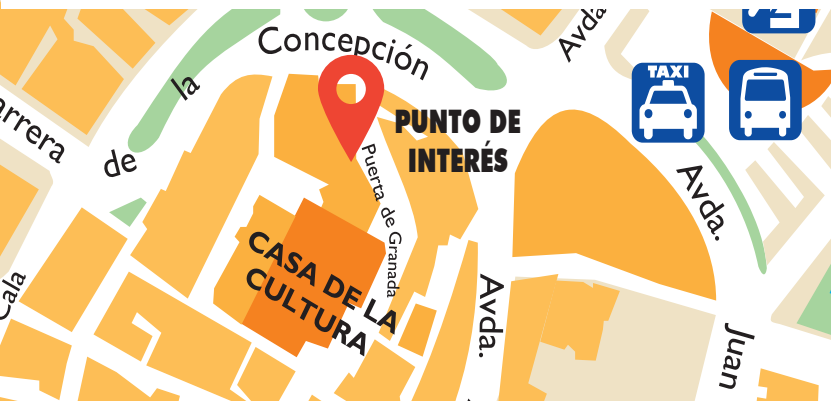 Concepción
la
de
arrera
Avda.
TAXI
PUNTO DE
INTERÉS
Puerta de Granada
Avda.
CASA DE LA
CULTURA
Avda.
Juan
Cala